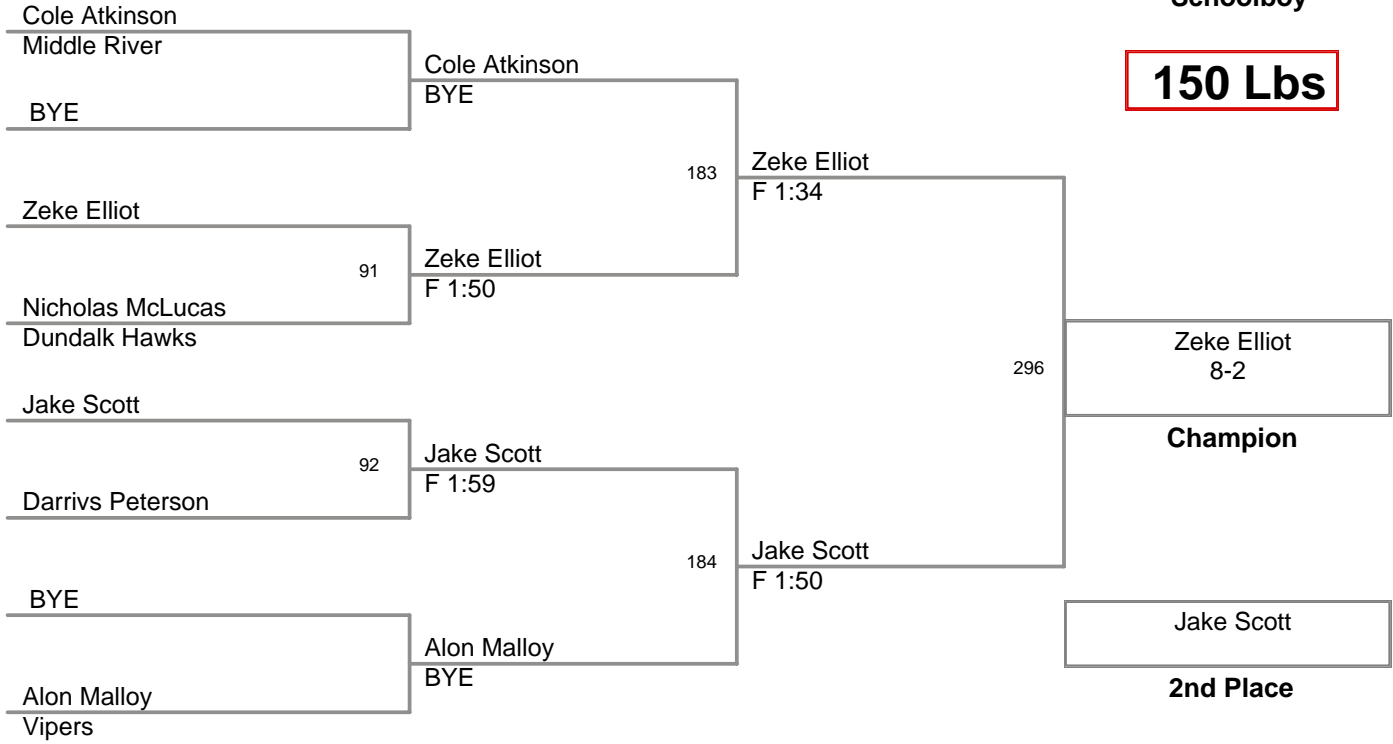 Schoolboy
150 Lbs
Cole Atkinson
Middle River
BYE
Zeke Elliot
91
Nicholas McLucas
Dundalk Hawks
Jake Scott
92
Darrivs Peterson
BYE
Alon Malloy
Vipers
Cole Atkinson
BYE
183
Zeke Elliot
F 1:50
Jake Scott
F 1:59
184
Alon Malloy
BYE
Zeke Elliot
F 1:34
296
Jake Scott
F 1:50
Zeke Elliot
8-2
Champion
Jake Scott
2nd Place